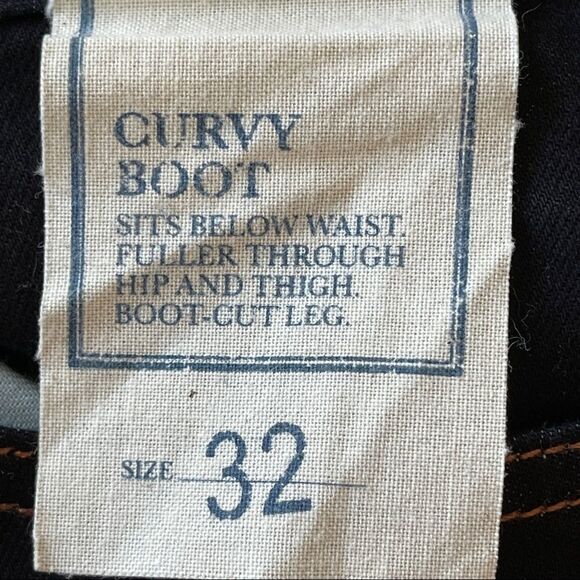 CURVY
BOOT
SITS BELOW WAIST.
FULLER THROUGH
HIP AND THIGH.
BOOT-CUT LEG.
SIZE 32